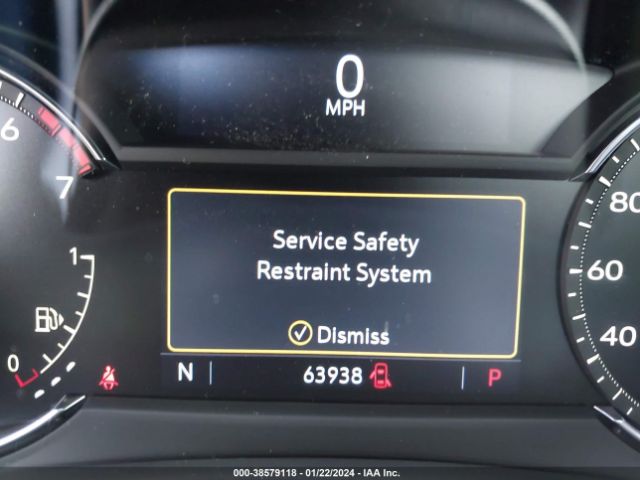 0
MPH
6
7
80
Service Safety
Restraint System
1
60
Dismiss
40
0
N 63938 P
000-38579118 - 01/22/2024 - IAA Inc.